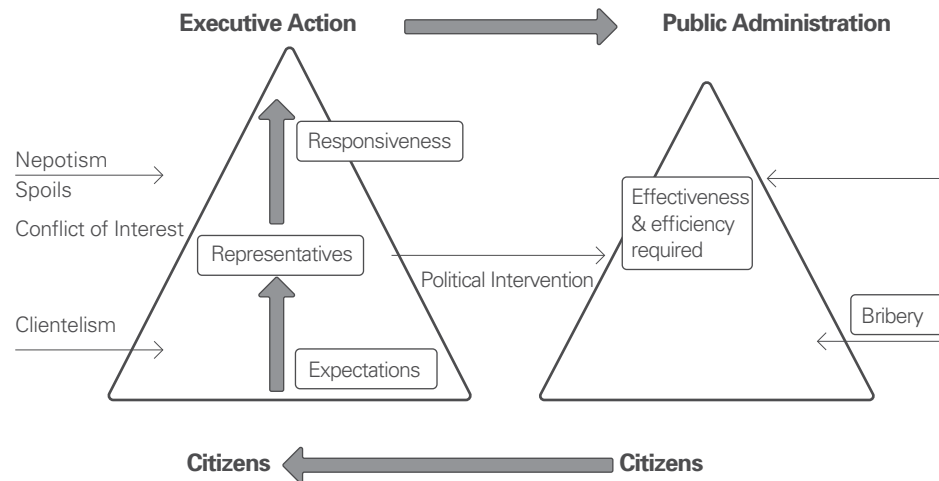 Executive Action
Public Administration
Responsiveness
Nepotism
Spoils
Conflict of Interest
Effectiveness
& efficiency
required
Representatives
Political Intervention
Clientelism
Bribery
Expectations
Citizens
Citizens